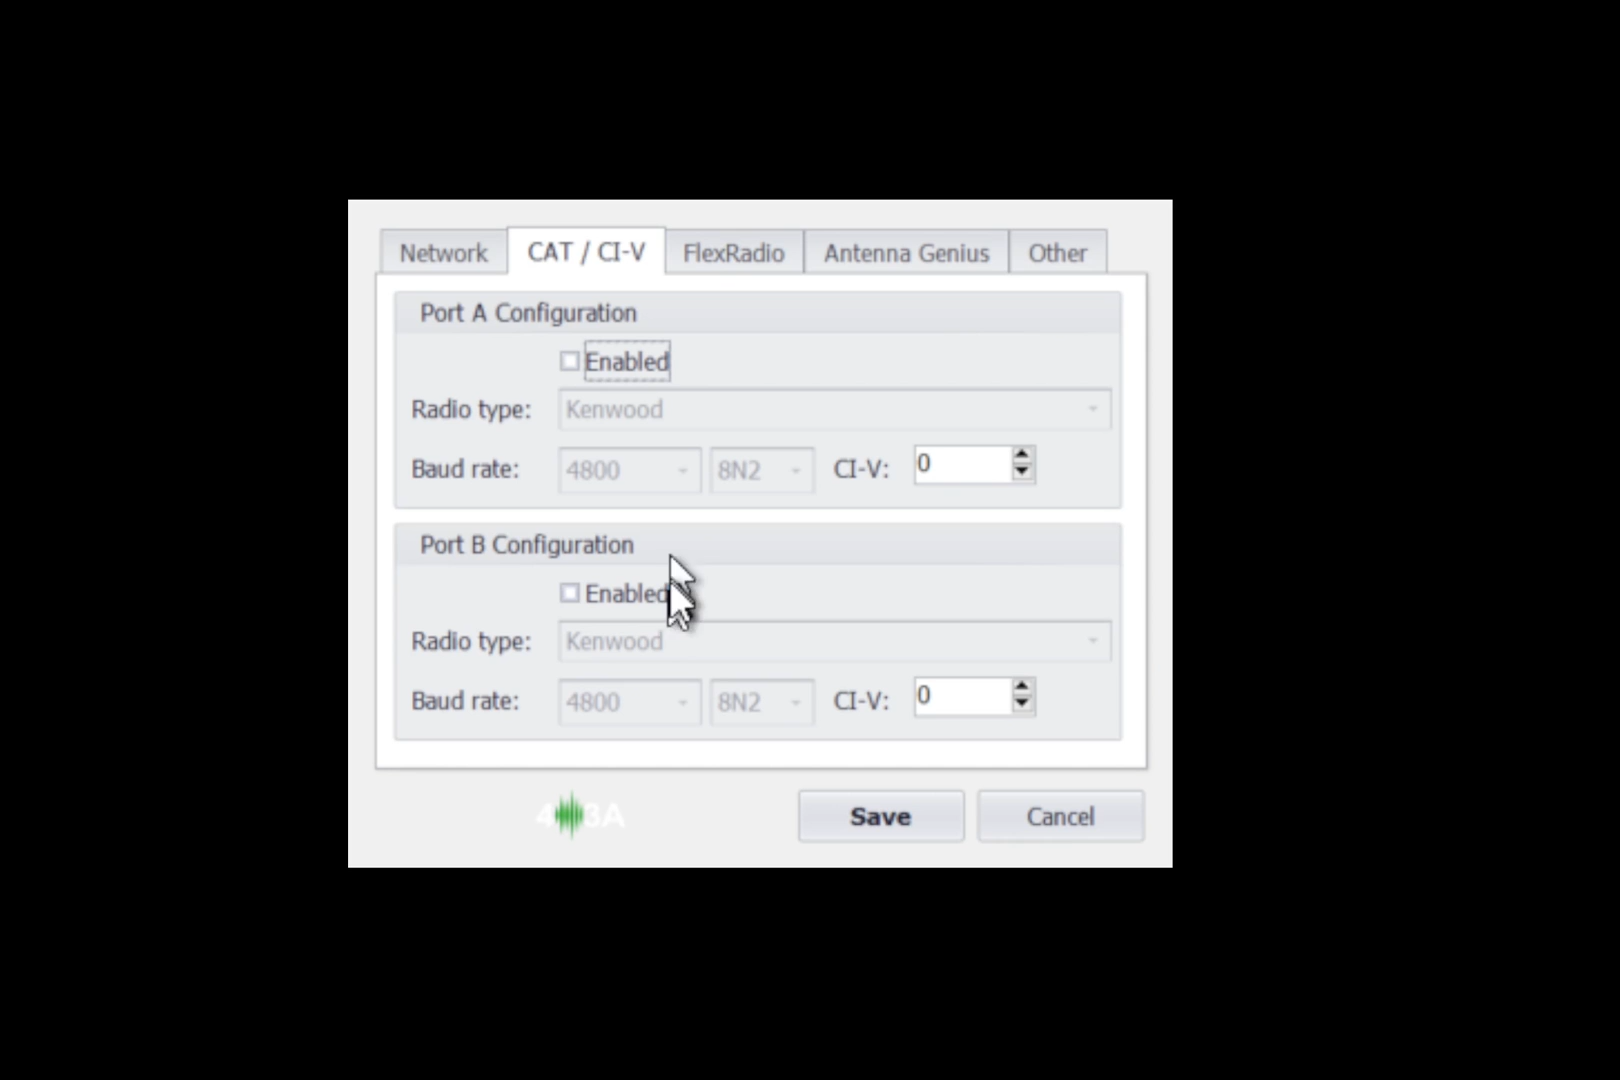 Network CAT / CI-V FlexRadio Antenna Genius Other
Port A Configuration
Enabled
Radio type: Kenwood
Baud rate: 4800 8N2 CI-V: 0
Port B Configuration
Enabled
Radio type: Kenwood
Baud rate: 4800 8N2 CI-V: 0
Save Cancel